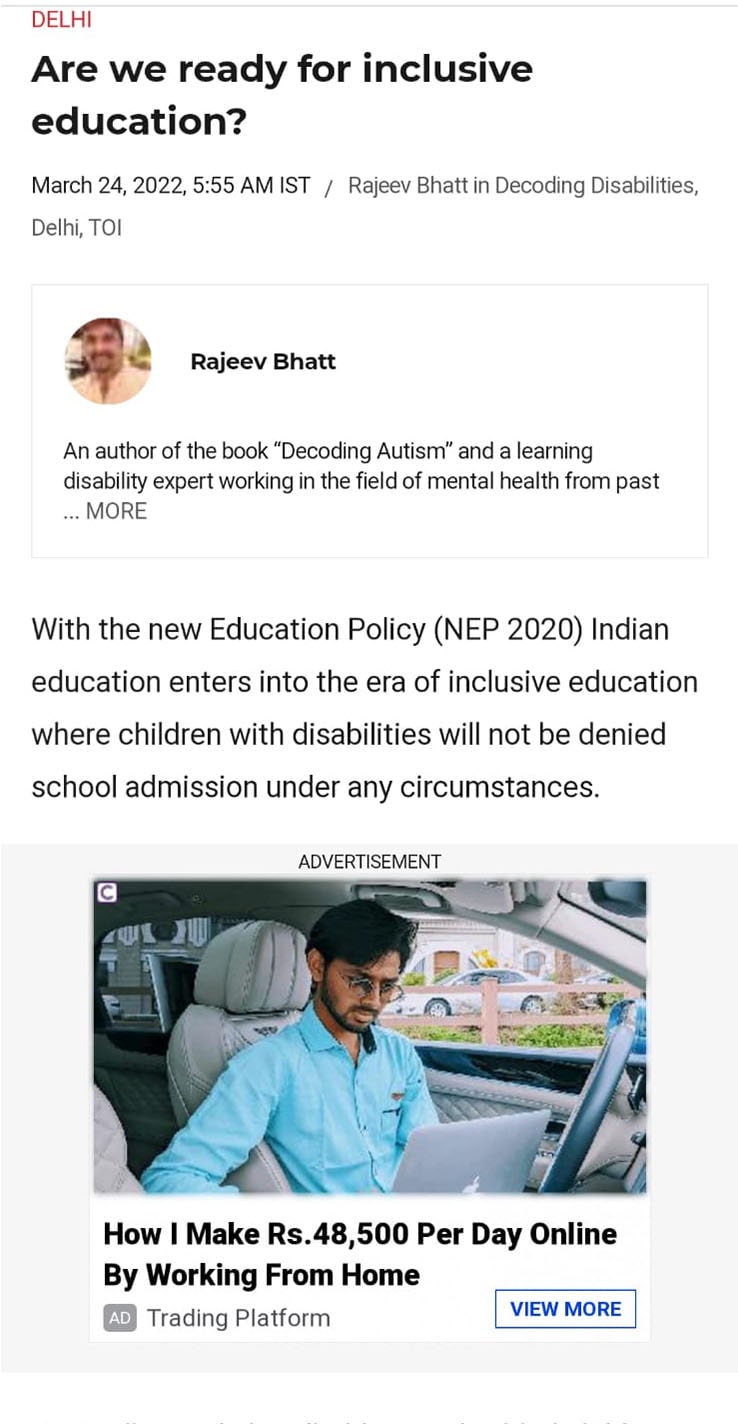 DELHI
Are we ready for inclusive
education?
March 24, 2022, 5:55 AM IST / Rajeev Bhatt in Decoding Disabilities,
Delhi, TOI
Rajeev Bhatt
An author of the book “Decoding Autism” and a learning
disability expert working in the field of mental health from past
... MORE
With the new Education Policy (NEP 2020) Indian
education enters into the era of inclusive education
where children with disabilities will not be denied
school admission under any circumstances.
ADVERTISEMENT
C
How I Make Rs.48,500 Per Day Online
By Working From Home
AD Trading Platform
VIEW MORE